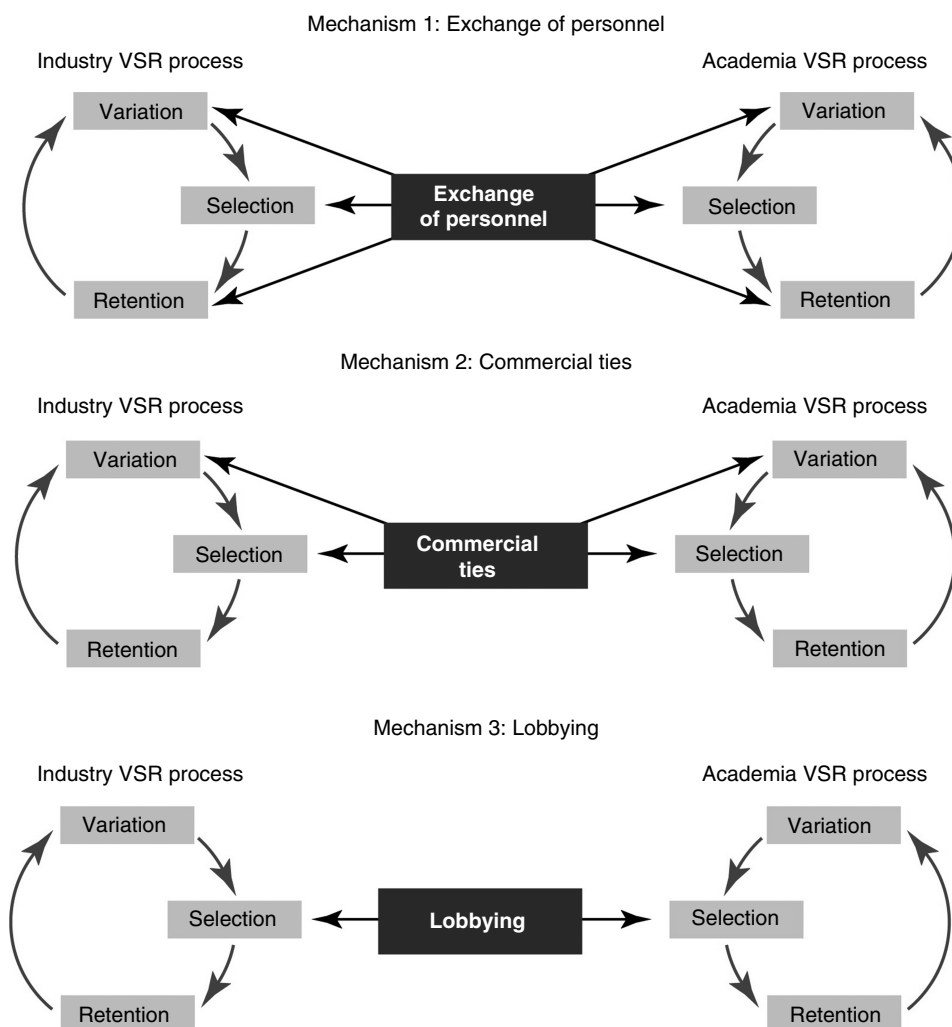 Mechanism 1: Exchange of personnel
Industry VSR process
Academia VSR process
Variation
Variation
Selection
Exchange
of personnel
Selection
Retention
Retention
Mechanism 2: Commercial ties
Industry VSR process
Academia VSR process
Variation
Variation
Selection
Commercial
ties
Selection
Retention
Retention
Mechanism 3: Lobbying
Industry VSR process
Academia VSR process
Variation
Variation
Selection
Lobbying
Selection
Retention
Retention